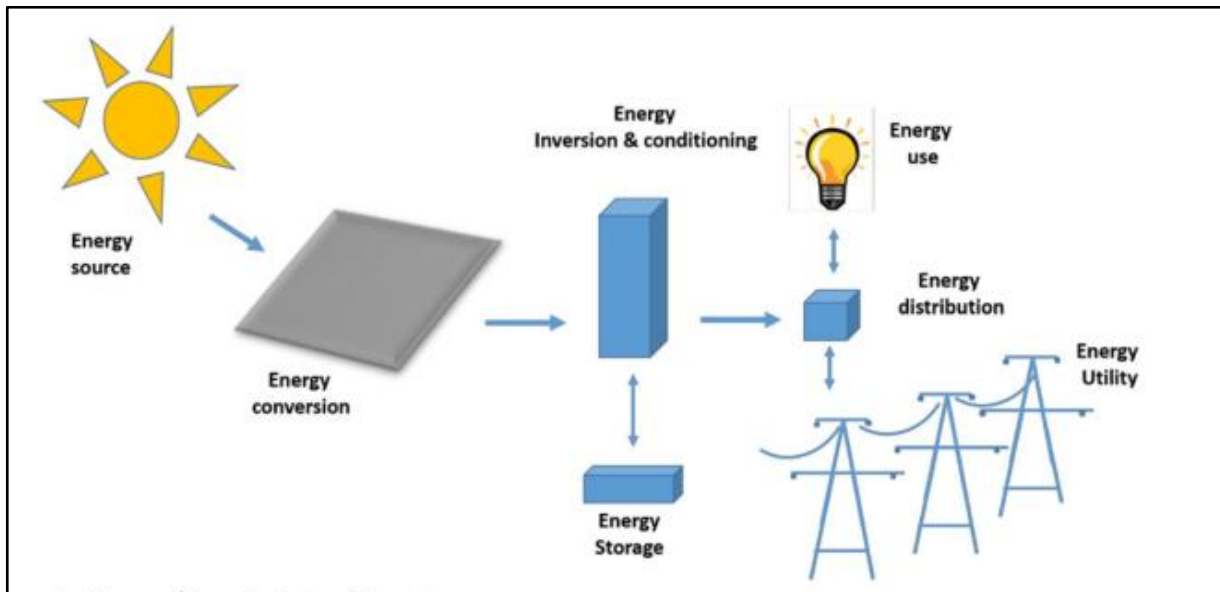 Energy
source
Energy
conversion
Energy
Inversion & conditioning
Energy
Storage
Energy
use
Energy
distribution
Energy
Utility